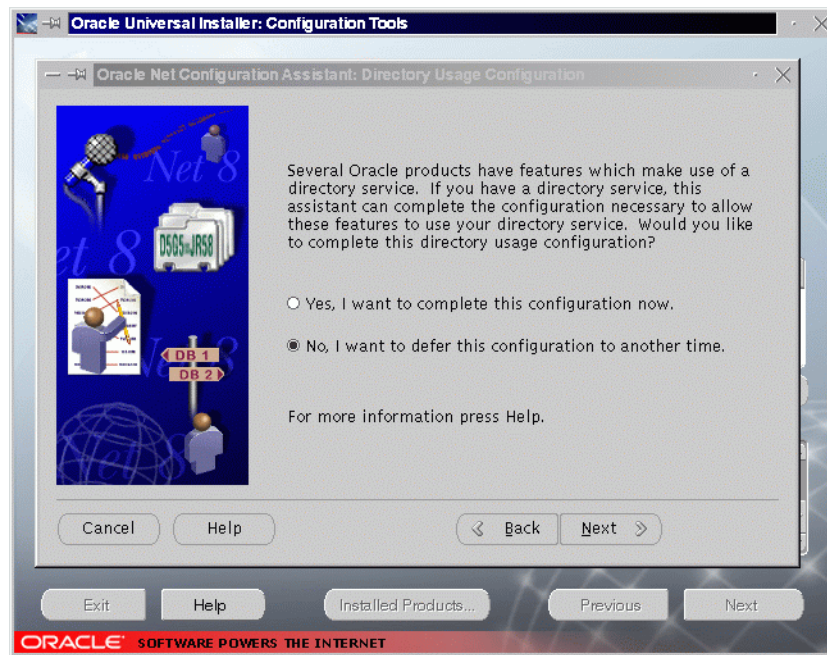 Oracle Universal Installer: Configuration Tools
Oracle Net Configuration Assistant: Directory Usage Configuration
Net 8
et 8
D5G5mJR58
DB 1
DB 2
Several Oracle products have features which make use of a
directory service. If you have a directory service, this
assistant can complete the configuration necessary to allow
these features to use your directory service. Would you like
to complete this directory usage configuration?
Yes, I want to complete this configuration now.
No, I want to defer this configuration to another time.
For more information press Help.
Cancel
Help
Back
Next
Exit
Help
Installed Products...
Previous
Next
ORACLE SOFTWARE POWERS THE INTERNET